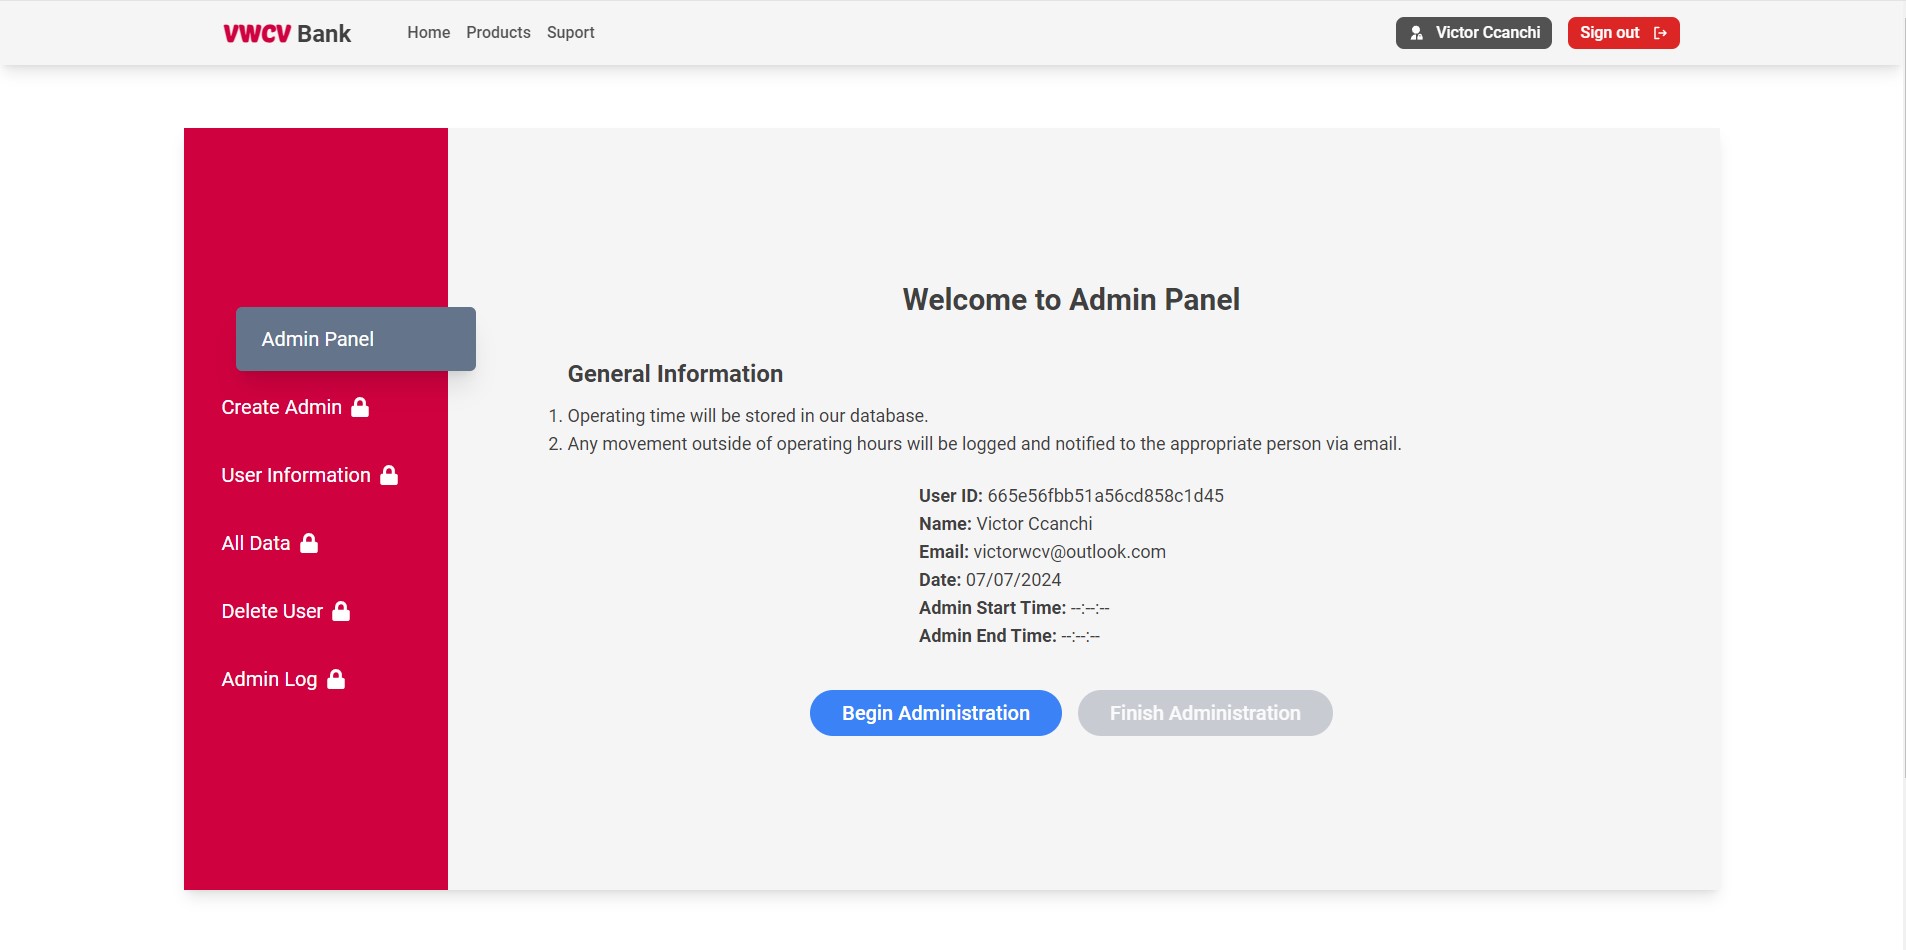 VWCV Bank Home Products Suport Victor Ccanchi Sign out
Admin Panel
Create Admin
User Information
All Data
Delete User
Admin Log
Welcome to Admin Panel
General Information
1. Operating time will be stored in our database.
2. Any movement outside of operating hours will be logged and notified to the appropriate person via email.
User ID: 665e56fbb51a56cd858c1d45
Name: Victor Ccanchi
Email: victorwcv@outlook.com
Date: 07/07/2024
Admin Start Time: --:--:--
Admin End Time: --:--:--
Begin Administration Finish Administration